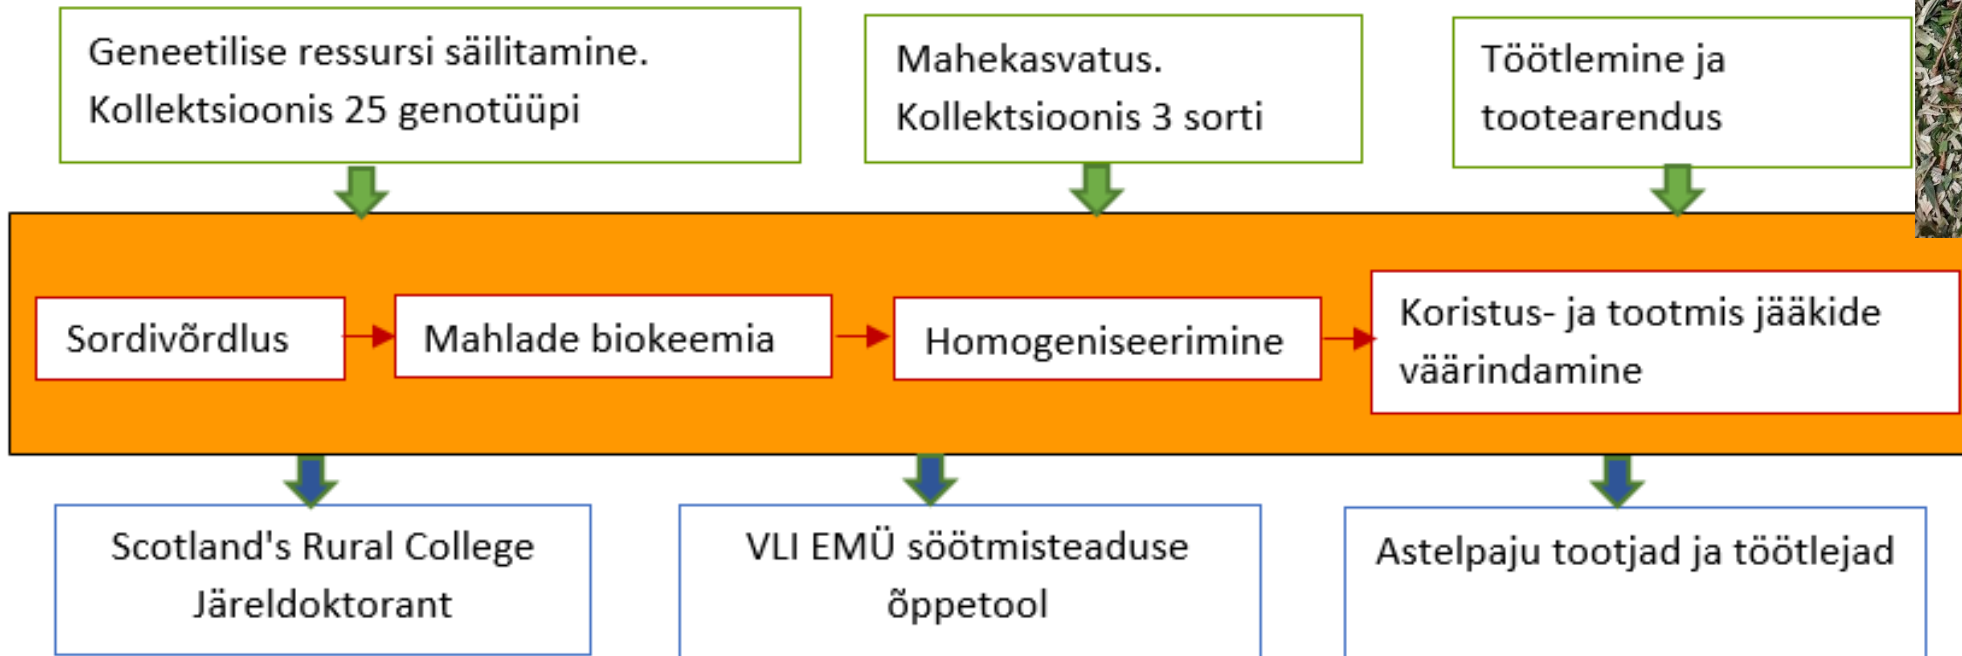 Geneetilise ressursi säilitamine.
Kollektsioonis 25 genotüüpi
Mahekasvatus.
Kollektsioonis 3 sorti
Töötlemine ja
tootearendus
Sordivõrdlus
Mahlade biokeemia
Homogeniseerimine
Koristus- ja tootmis jääkide
väärindamine
Scotland's Rural College
Järeldoktorant
VLI EMÜ söötmisteaduse
õppetool
Astelpaju tootjad ja töötlejad